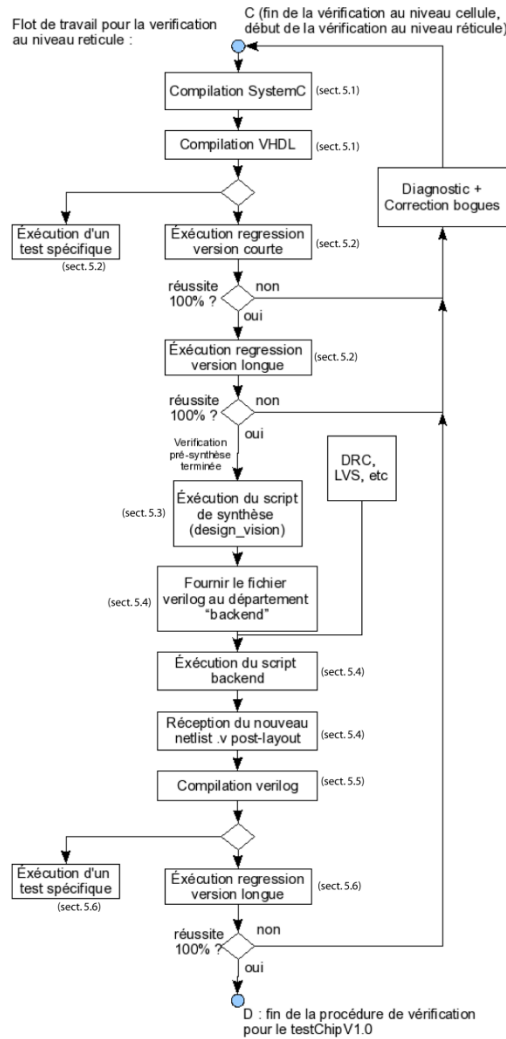 Flot de travail pour la verification
au niveau reticule :
C (fin de la vérification au niveau cellule,
début de la vérification au niveau réticule)
Compilation SystemC
(sect. 5.1)
Compilation VHDL
(sect. 5.1)
Diagnostic +
Correction bogues
Éxécution d'un
test spécifique
(sect. 5.2)
Éxécution regression
version courte
(sect. 5.2)
réussite
100% ?
non
oui
Éxécution regression
version longue
(sect. 5.2)
réussite
100% ?
non
oui
Verification
pré-synthèse
terminée
DRC,
LVS, etc
(sect. 5.3)
Éxécution du script
de synthèse
(design_vision)
(sect. 5.4)
Fournir le fichier
verilog au département
"backend"
Éxécution du script
backend
(sect. 5.4)
Réception du nouveau
netlist .v post-layout
(sect. 5.4)
Compilation verilog
(sect. 5.5)
Éxécution d'un
test spécifique
(sect. 5.6)
Éxécution regression
version longue
(sect. 5.6)
réussite
100% ?
non
oui
D : fin de la procédure de vérification
pour le testChipV1.0